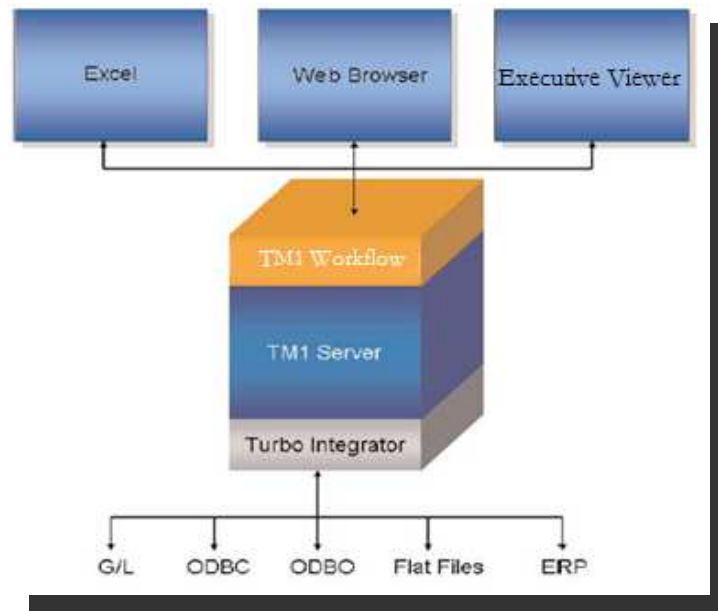 Excel
Web Browser
Executive Viewer
TM1 Workflow
TM1 Server
Turbo Integrator
G/L
ODBC
ODBO
Flat Files
ERP